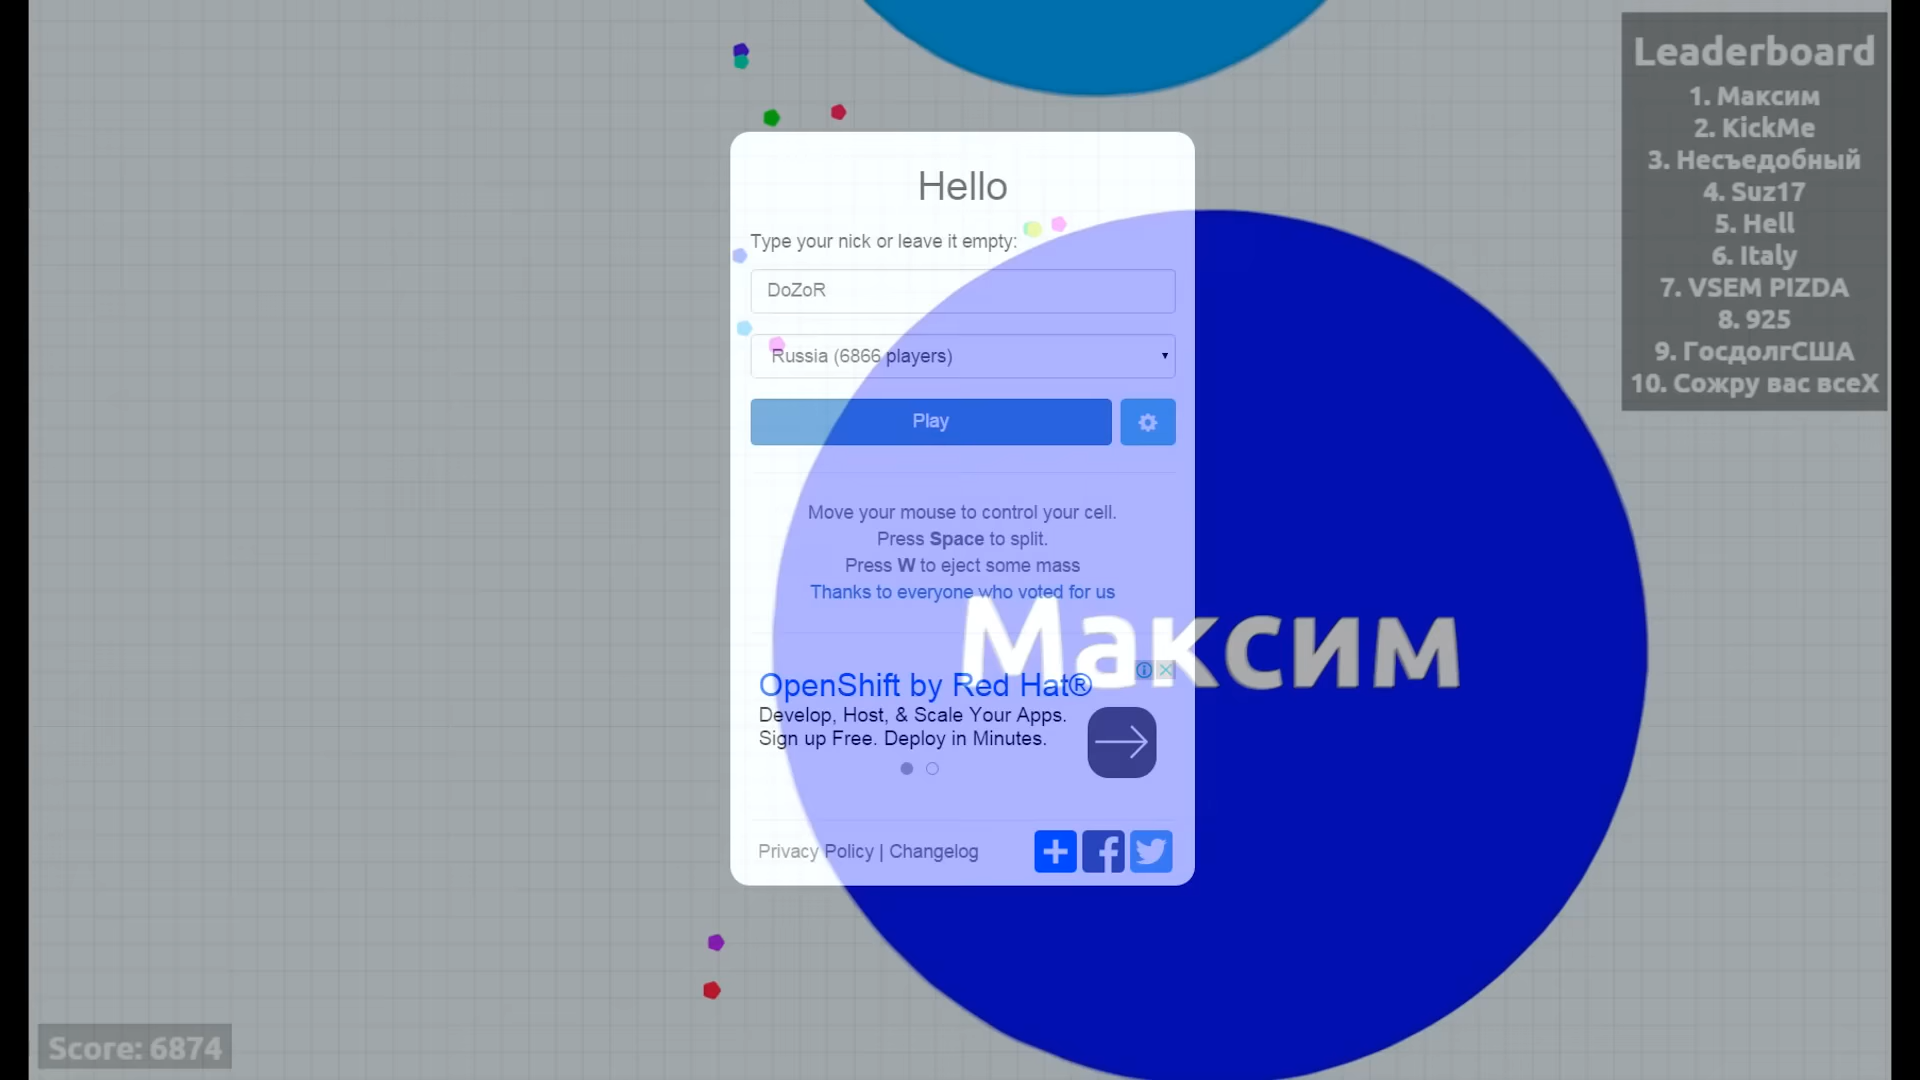 Leaderboard
1. Максим
2. KickMe
3. Несъедобный
4. Suz17
5. Hell
6. Italy
7. VSEM PIZDA
8. 925
9. ГосдолгСША
10. Сожру вас всеХ
Hello
Type your nick or leave it empty:
DoZoR
Russia (6866 players)
Play
Move your mouse to control your cell.
Press Space to split.
Press W to eject some mass
Thanks to everyone who voted for us
Максим
OpenShift by Red Hat®
Develop, Host, & Scale Your Apps.
Sign up Free. Deploy in Minutes.
Privacy Policy | Changelog
Score: 6874